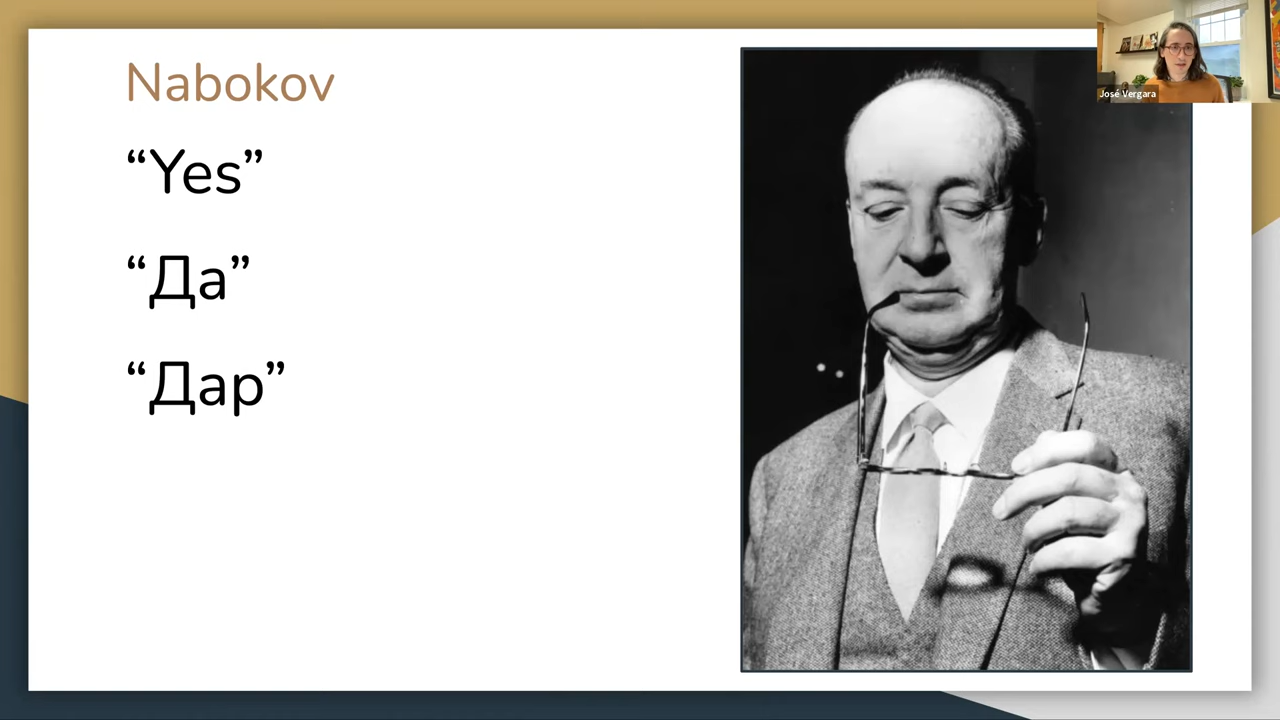 Nabokov
“Yes”
“Да”
“Дар”
José Vergara